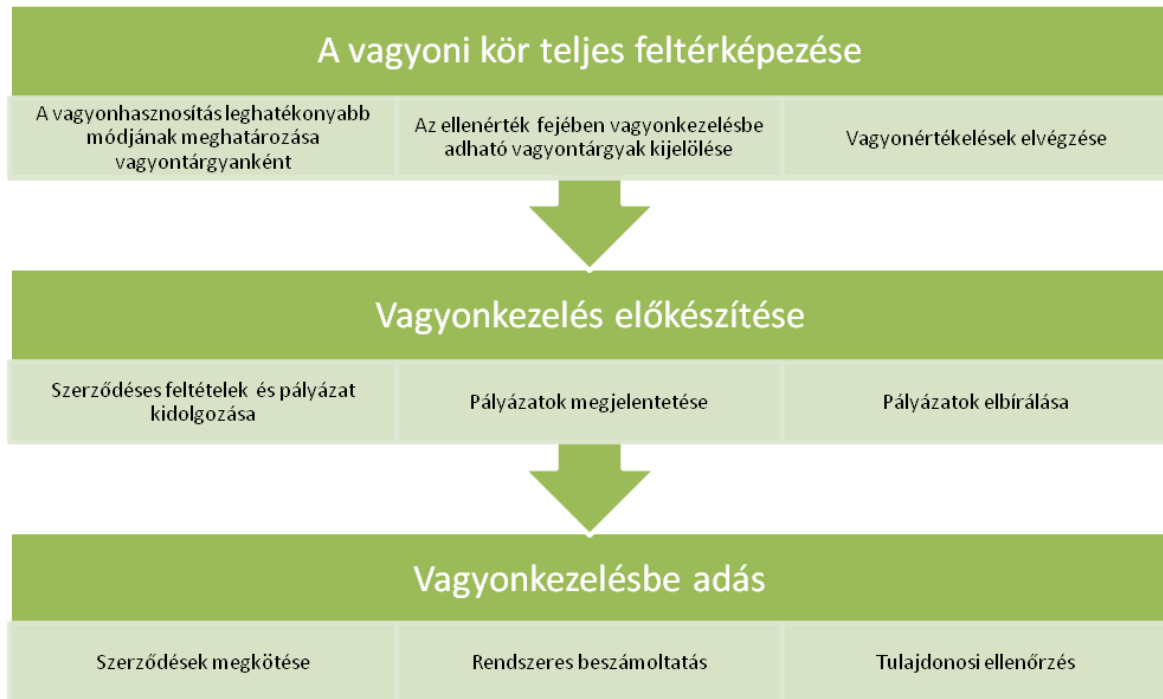 A vagyoni kör teljes feltérképezése
A vagyonhasznosítás leghatékonyabb
módjának meghatározása
vagyontárgyanként
Az ellenérték fejében vagyonkezelésbe
adható vagyontárgyak kijelölése
Vagyonértékelések elvégzése
Vagyonkezelés előkészítése
Szerződéses feltételek és pályázat
kidolgozása
Pályázatok megjelentetése
Pályázatok elbírálása
Vagyonkezelésbe adás
Szerződések megkötése
Rendszeres beszámoltatás
Tulajdonosi ellenőrzés